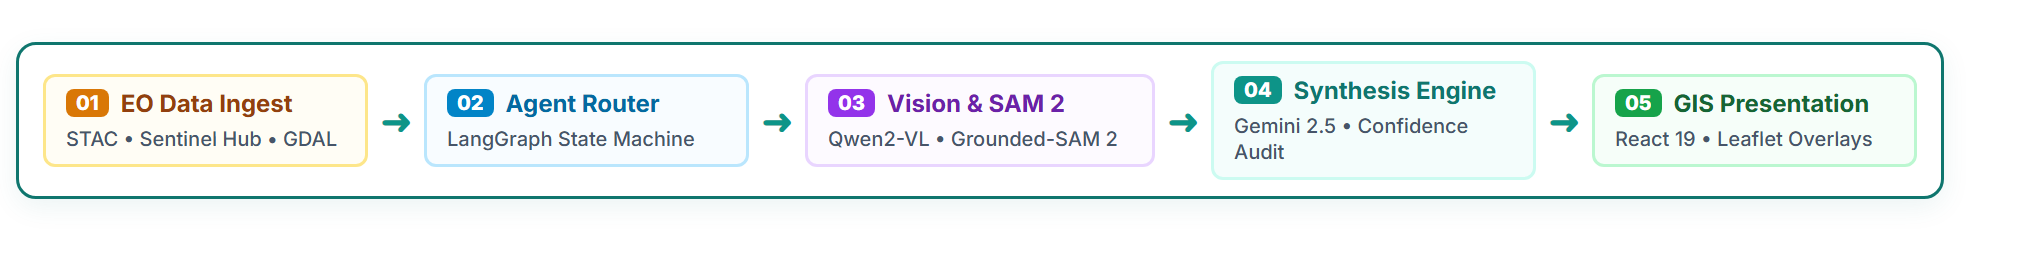 01 EO Data Ingest
STAC • Sentinel Hub • GDAL
02 Agent Router
LangGraph State Machine
03 Vision & SAM 2
Qwen2-VL • Grounded-SAM 2
04 Synthesis Engine
Gemini 2.5 • Confidence
Audit
05 GIS Presentation
React 19 • Leaflet Overlays